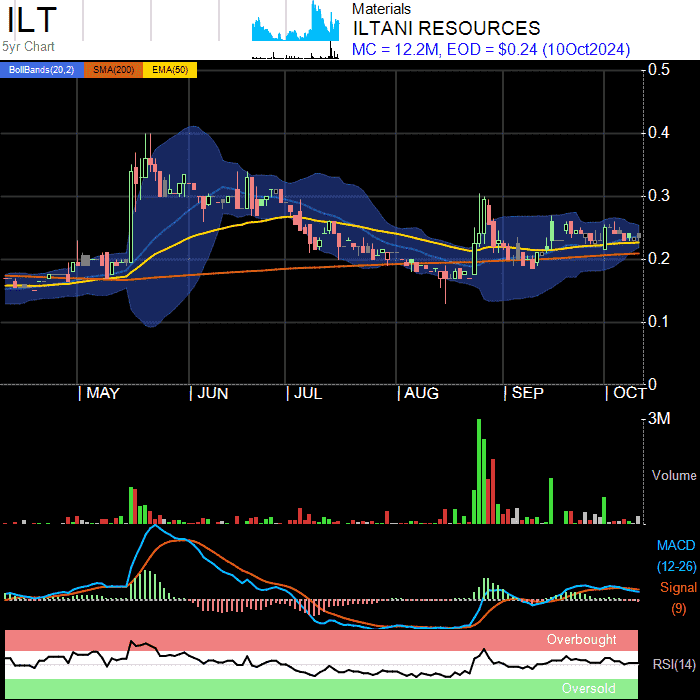 ILT
5yr Chart
Materials
ILTANI RESOURCES
MC = 12.2M, EOD = $0.24 (10Oct2024)
BollBands(20,2) SMA(200) EMA(50)
0.5
0.4
0.3
0.2
0.1
0
| MAY | JUN | JUL | AUG | SEP | OCT
3M
Volume
MACD
(12-26)
Signal
(9)
Overbought
RSI(14)
Oversold